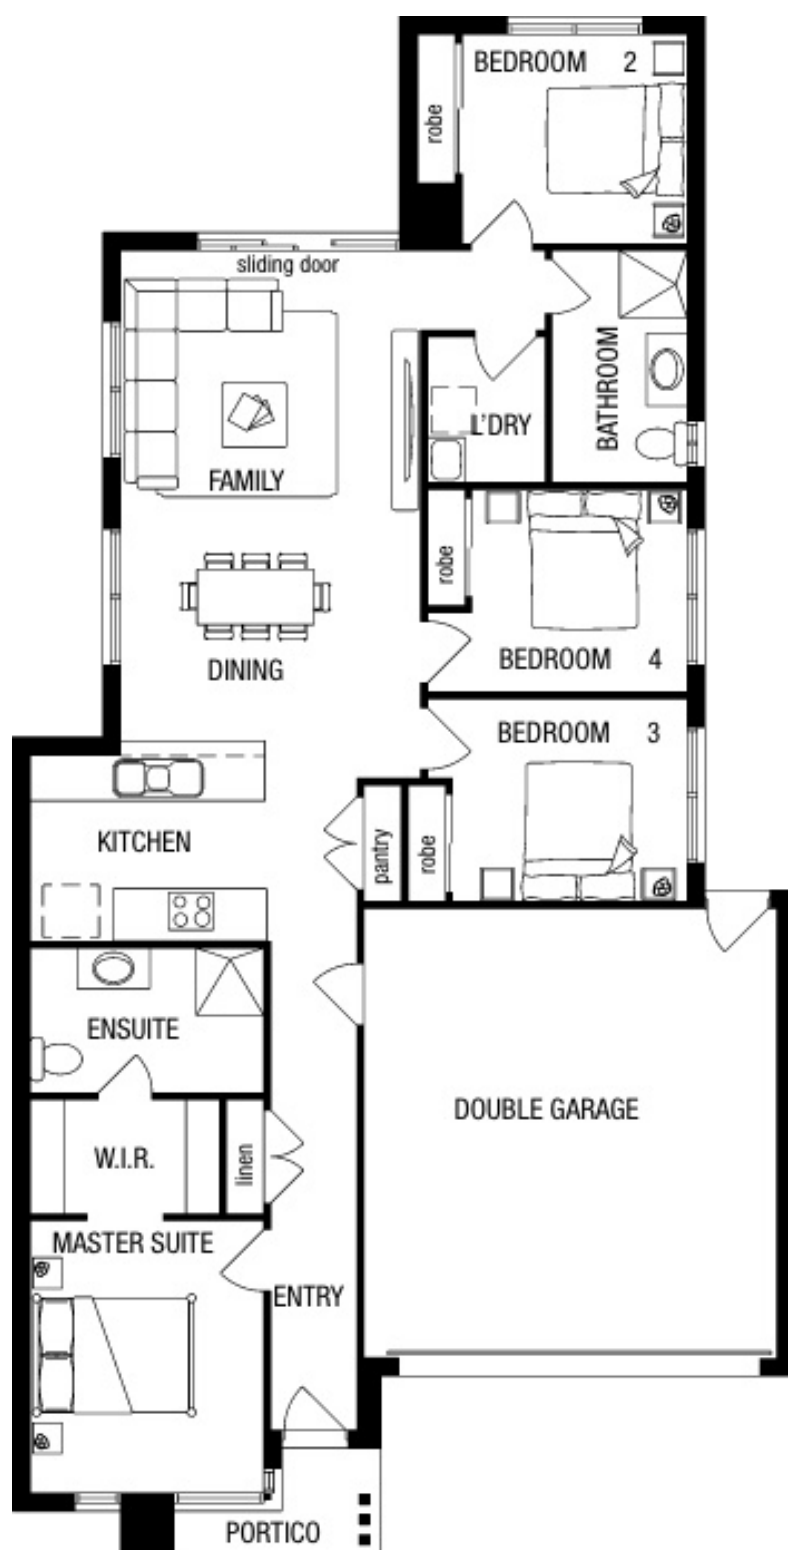 BEDROOM 2
robe
sliding door
BATHROOM
L'DRY
FAMILY
robe
BEDROOM 4
DINING
BEDROOM 3
KITCHEN
pantry
robe
ENSUITE
DOUBLE GARAGE
W.I.R.
linen
MASTER SUITE
ENTRY
PORTICO